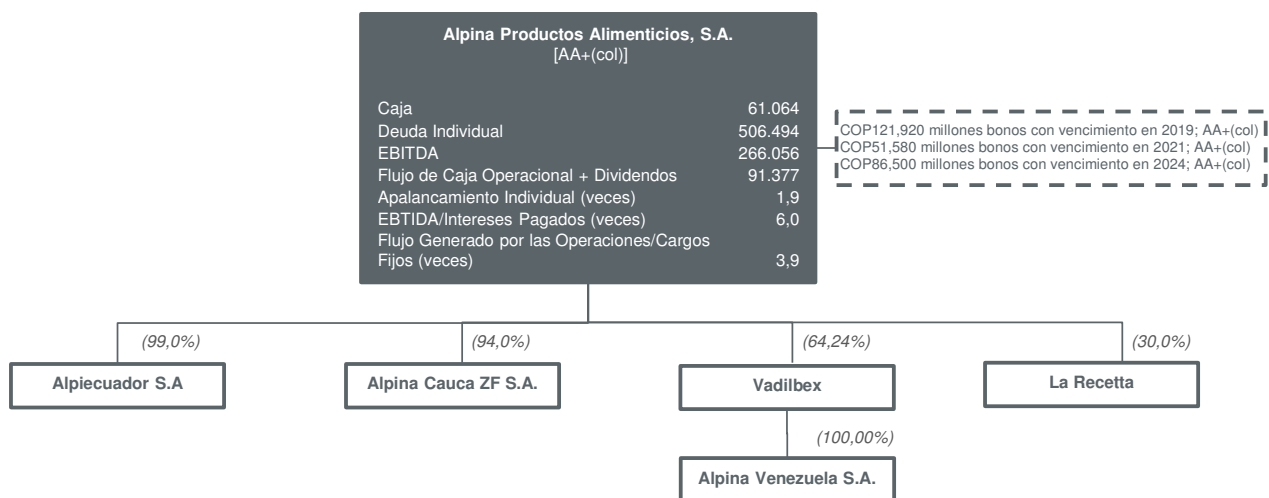 Alpina Productos Alimenticios, S.A.
[AA+(col)]
Caja 61.064
Deuda Individual 506.494
EBITDA 266.056
Flujo de Caja Operacional + Dividendos 91.377
Apalancamiento Individual (veces) 1,9
EBTIDA/Intereses Pagados (veces) 6,0
Flujo Generado por las Operaciones/Cargos
Fijos (veces) 3,9
COP121,920 millones bonos con vencimiento en 2019; AA+(col)
COP51,580 millones bonos con vencimiento en 2021; AA+(col)
COP86,500 millones bonos con vencimiento en 2024; AA+(col)
(99,0%) (94,0%) (64,24%) (30,0%)
Alpiecuador S.A Alpina Cauca ZF S.A. Vadilbex La Recetta
(100,00%)
Alpina Venezuela S.A.